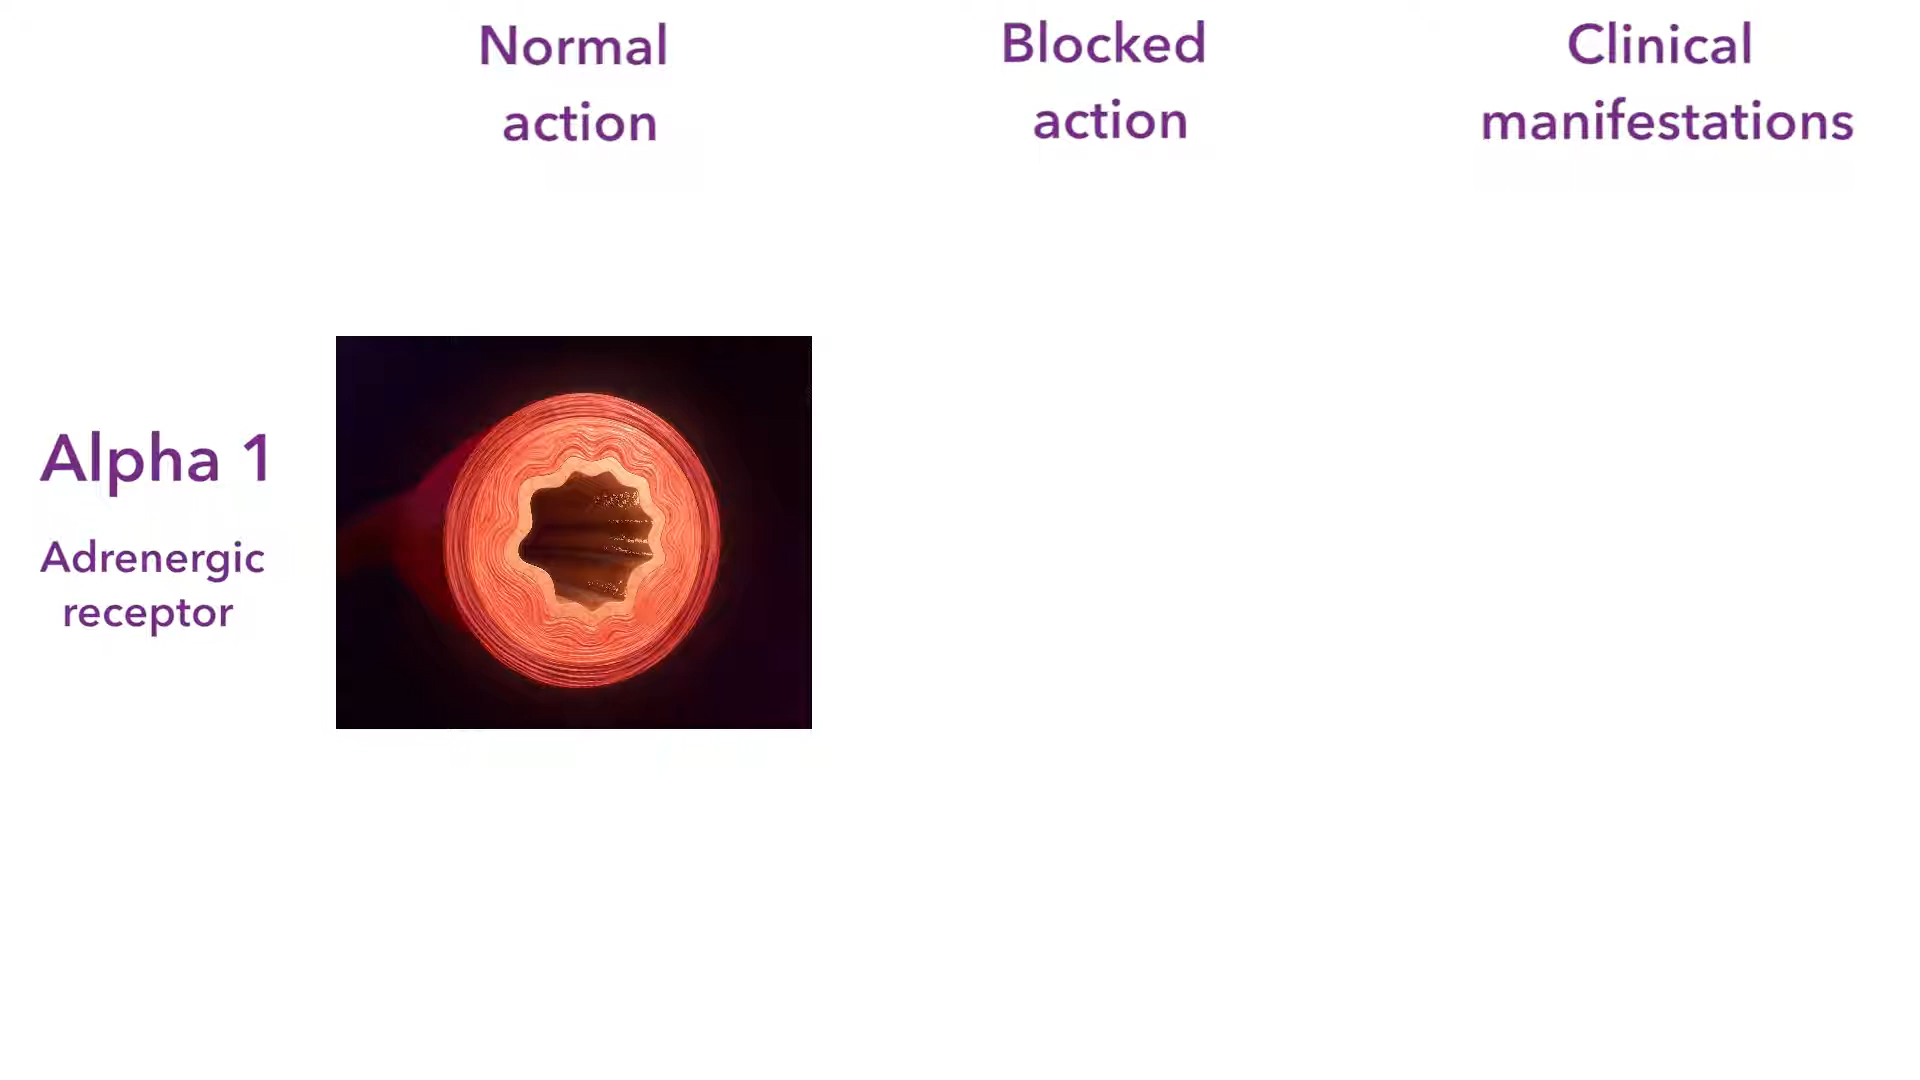 Normal
action
Blocked
action
Clinical
manifestations
Alpha 1
Adrenergic
receptor